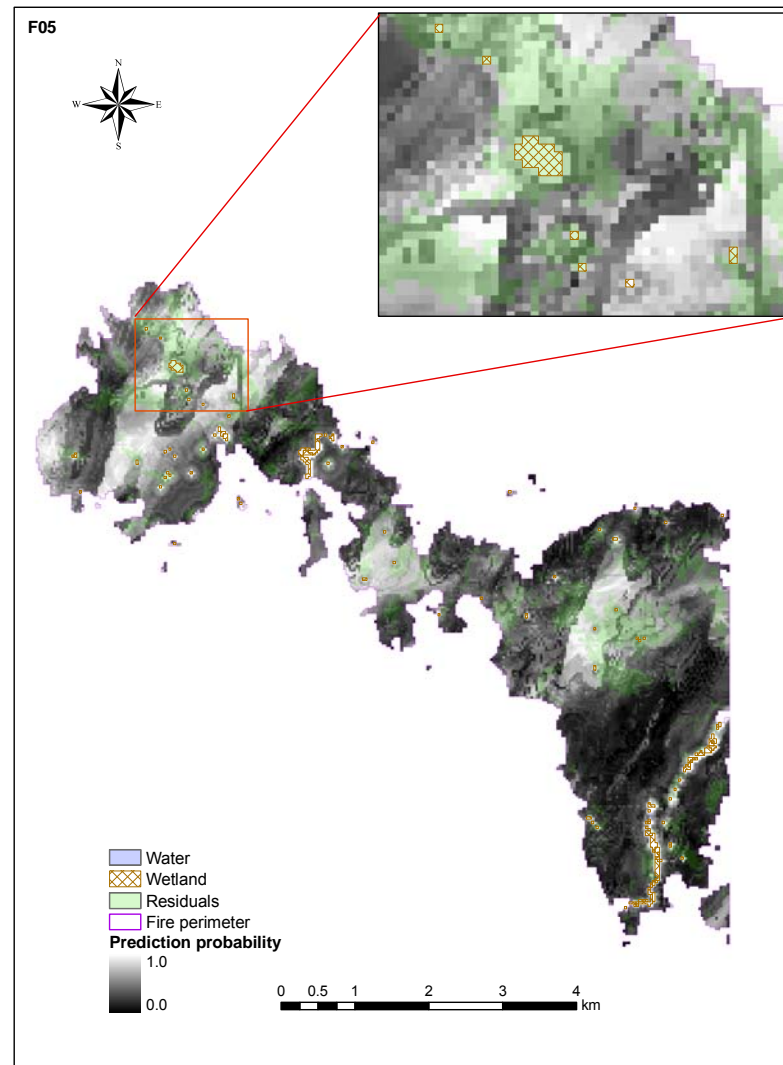 F05
N
W E
S
Water
Wetland
Residuals
Fire perimeter
Prediction probability
1.0
0.0
0 0.5 1 2 3 4
km